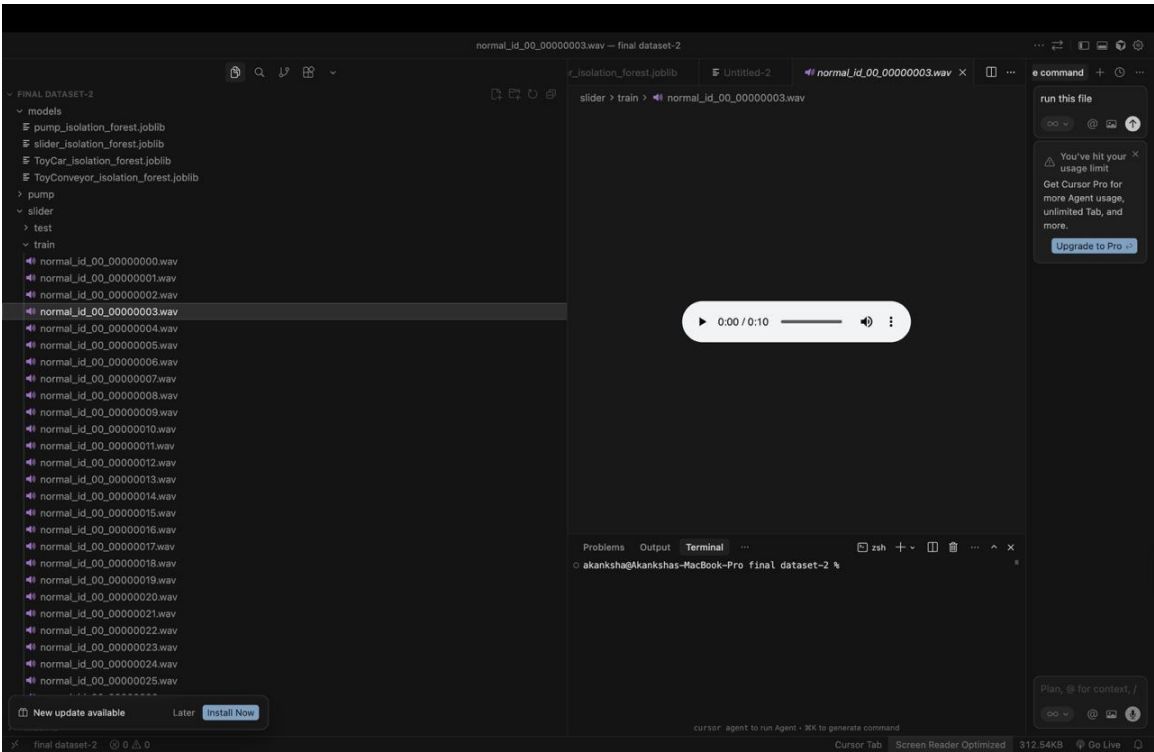 normal_id_00_00000003.wav — final dataset-2
r_isolation_forest.joblib
Untitled-2
normal_id_00_00000003.wav
e command
FINAL DATASET-2
models
pump_isolation_forest.joblib
slider_isolation_forest.joblib
ToyCar_isolation_forest.joblib
ToyConveyor_isolation_forest.joblib
pump
slider
test
train
normal_id_00_00000000.wav
normal_id_00_00000001.wav
normal_id_00_00000002.wav
normal_id_00_00000003.wav
normal_id_00_00000004.wav
normal_id_00_00000005.wav
normal_id_00_00000006.wav
normal_id_00_00000007.wav
normal_id_00_00000008.wav
normal_id_00_00000009.wav
normal_id_00_00000010.wav
normal_id_00_00000011.wav
normal_id_00_00000012.wav
normal_id_00_00000013.wav
normal_id_00_00000014.wav
normal_id_00_00000015.wav
normal_id_00_00000016.wav
normal_id_00_00000017.wav
normal_id_00_00000018.wav
normal_id_00_00000019.wav
normal_id_00_00000020.wav
normal_id_00_00000021.wav
normal_id_00_00000022.wav
normal_id_00_00000023.wav
normal_id_00_00000024.wav
normal_id_00_00000025.wav
New update available Later Install Now
slider > train > normal_id_00_00000003.wav
0:00 / 0:10
Problems Output Terminal ··· zsh
akanksha@Akankshas-MacBook-Pro final dataset-2 %
cursor agent to run Agent · ⌘K to generate command
run this file
You've hit your
usage limit
Get Cursor Pro for
more Agent usage,
unlimited Tab, and
more.
Upgrade to Pro
Plan, @ for context, /
final dataset-2 0 0
Cursor Tab Screen Reader Optimized 312.54KB Go Live